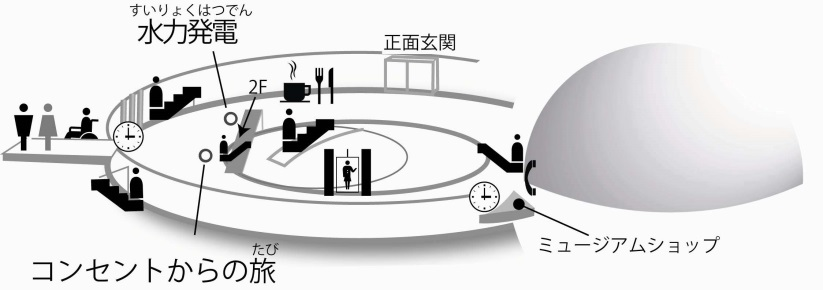 すいりょくはつでん
水力発電
正面玄関
2F
ミュージアムショップ
たび
コンセントからの旅